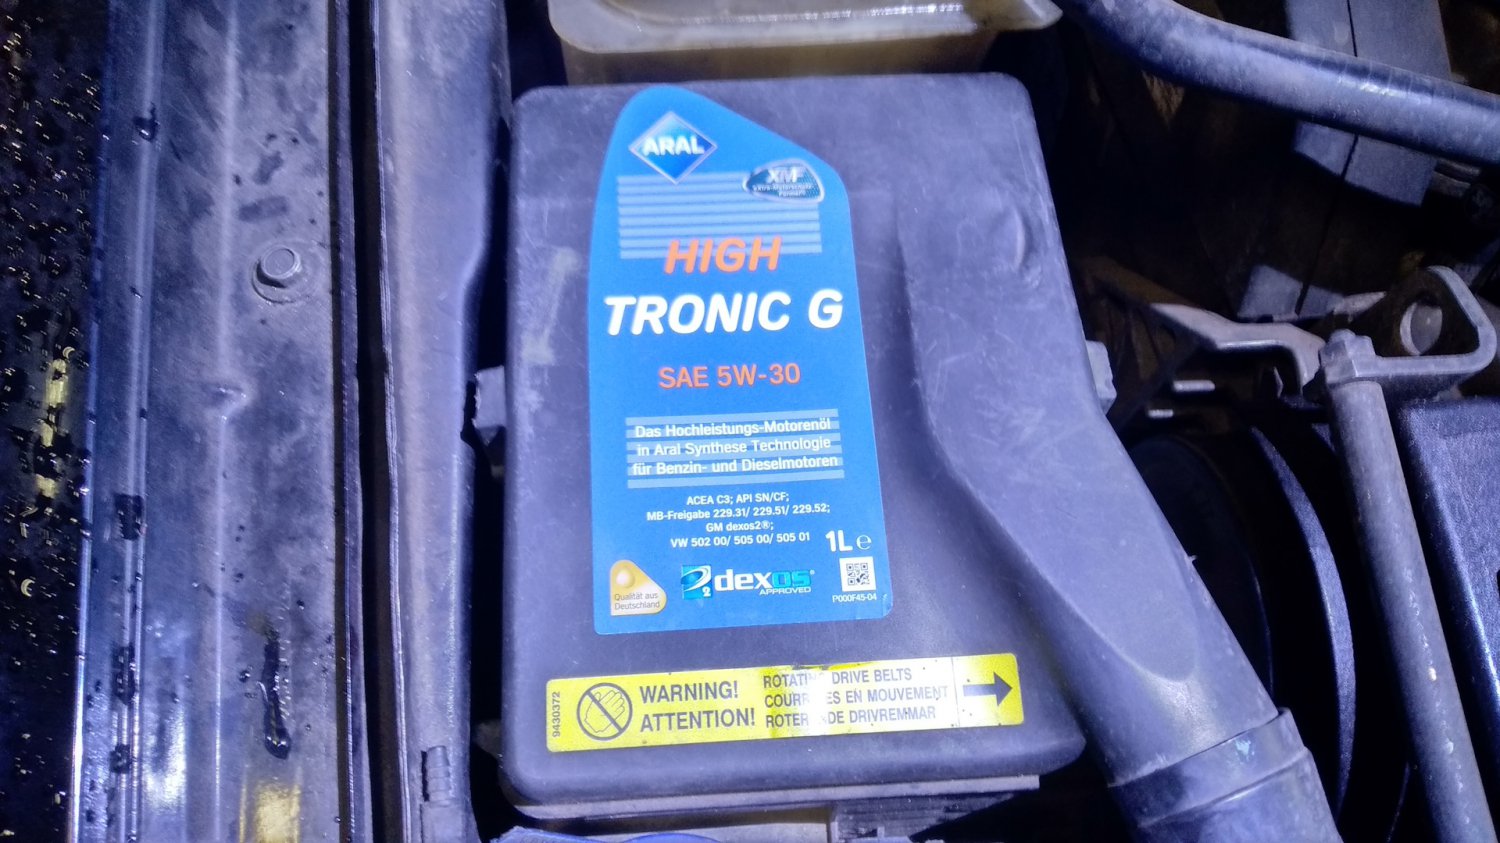 ARAL
XMF
HIGH
TRONIC G
SAE 5W-30
Das Hochleistungs-Motorenöl
in Aral Synthese Technologie
für Benzin- und Dieselmotoren
ACEA C3; API SN/CF;
MB-Freigabe 229.31/ 229.51/ 229.52;
GM dexos2®;
VW 502 00/ 505 00/ 505 01
1L ℮
Qualität aus
Deutschland
2 dexos®
APPROVED
P000F45-04
9430372
WARNING!
ATTENTION!
DRIVE BELTS
EN MOUVEMENT
DRIVREMMAR